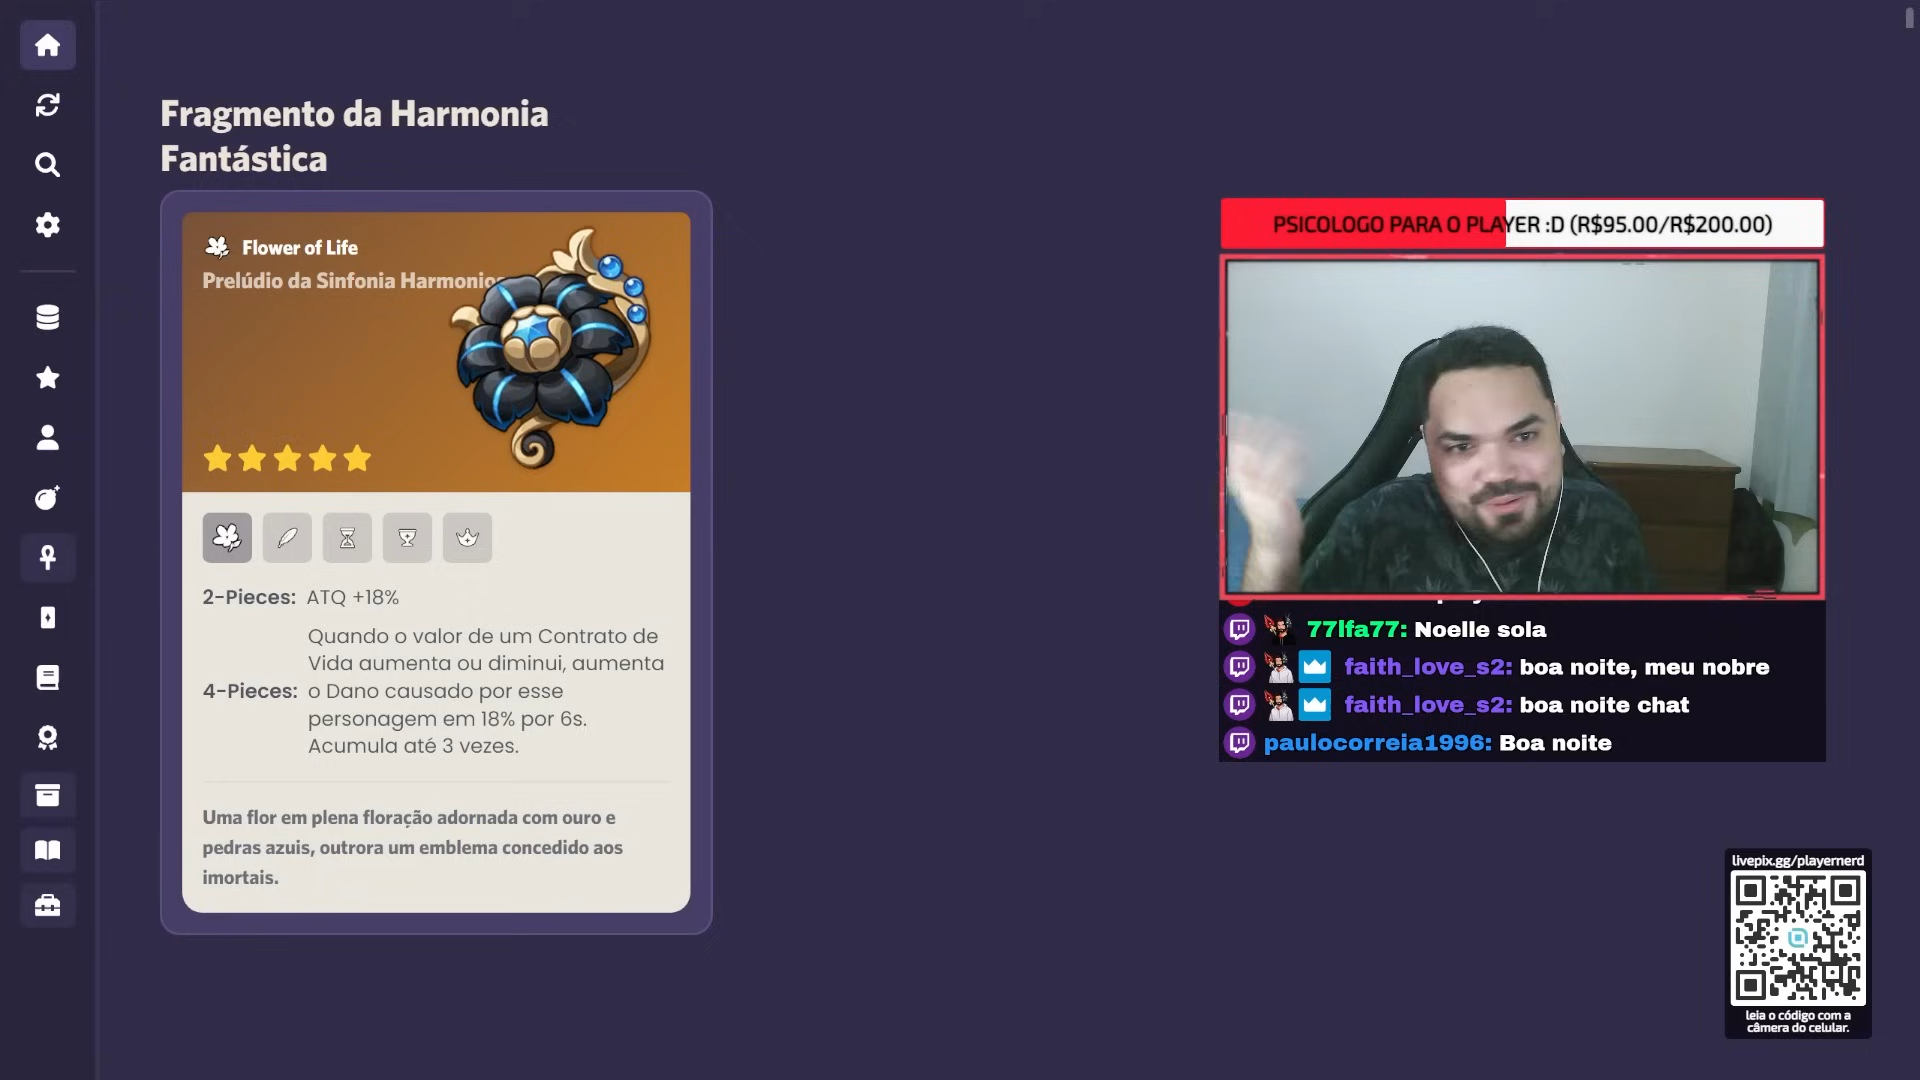 Fragmento da Harmonia
Fantástica
Flower of Life
Prelúdio da Sinfonia
2-Pieces: ATQ +18%
Quando o valor de um Contrato de
Vida aumenta ou diminui, aumenta
4-Pieces: o Dano causado por esse
personagem em 18% por 6s.
Acumula até 3 vezes.
Uma flor em plena floração adornada com ouro e
pedras azuis, outrora um emblema concedido aos
imortais.
PSICOLOGO PARA O PLAYER :D (R$95.00/R$200.00)
77lfa77: Noelle sola
faith_love_s2: boa noite, meu nobre
faith_love_s2: boa noite chat
paulocorreia1996: Boa noite
livepix.gg/playernerd
leia o código com a
câmera do celular.